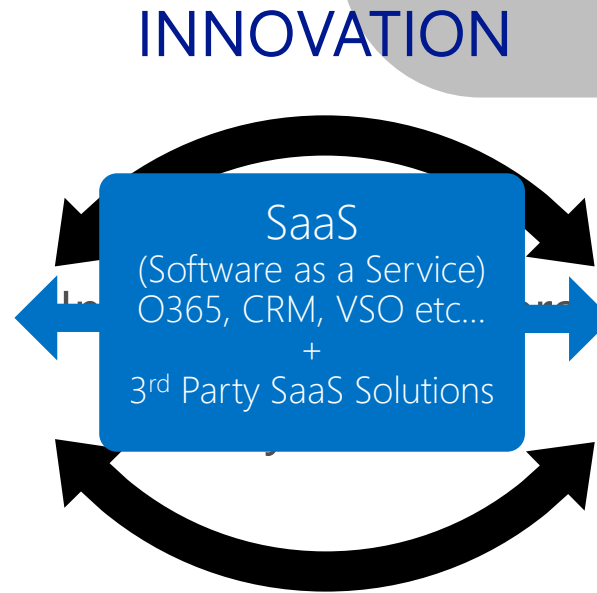 INNOVATION
SaaS
(Software as a Service)
O365, CRM, VSO etc...
+
3rd Party SaaS Solutions